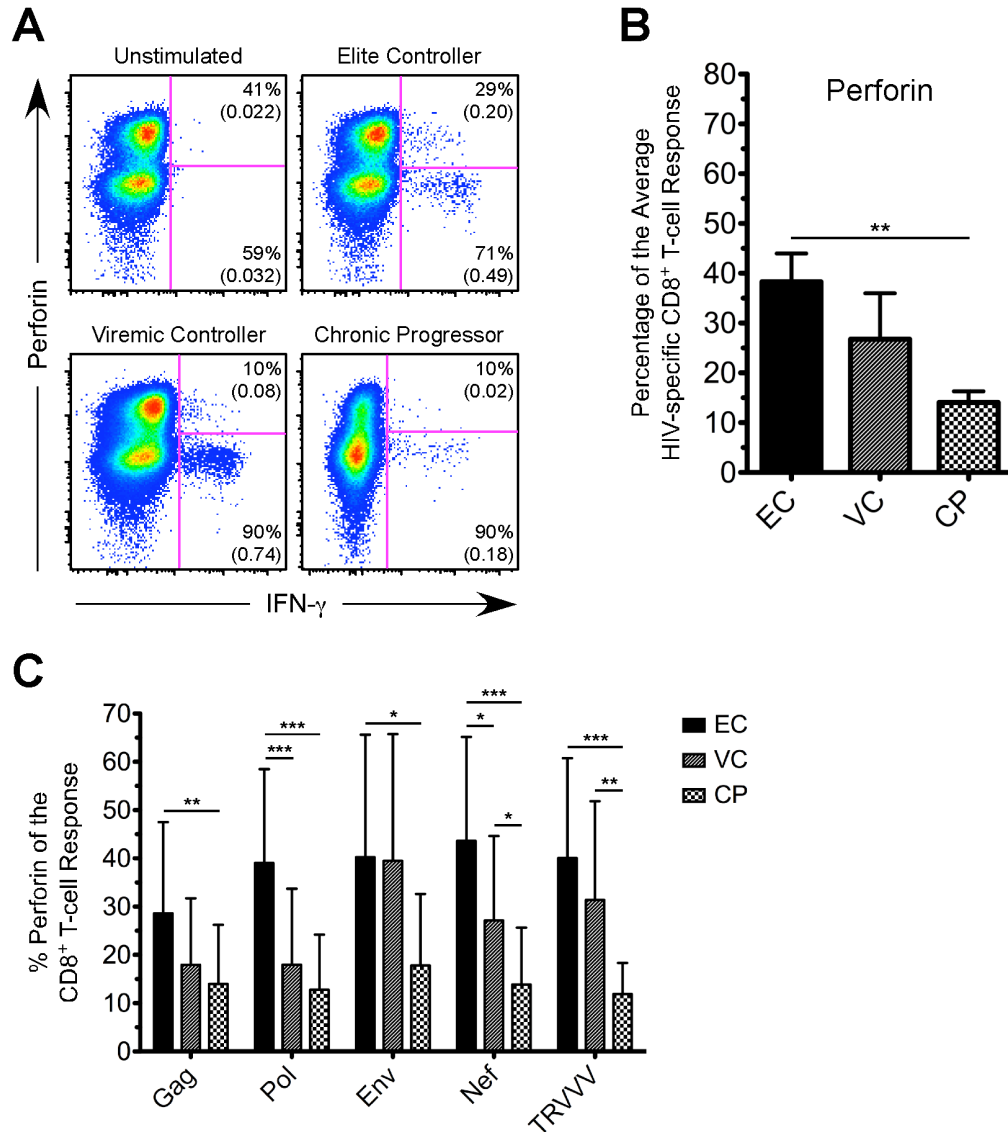 A
Unstimulated
41%
(0.022)
59%
(0.032)
Elite Controller
29%
(0.20)
71%
(0.49)
Viremic Controller
10%
(0.08)
90%
(0.74)
Chronic Progressor
10%
(0.02)
90%
(0.18)
Perforin
IFN-γ
B
Perforin
Percentage of the Average
HIV-specific CD8⁺ T-cell Response
80
70
60
50
40
30
20
10
0
**
EC
VC
CP
C
% Perforin of the
CD8⁺ T-cell Response
70
60
50
40
30
20
10
0
**
***
***
*
***
*
*
***
**
Gag
Pol
Env
Nef
TRVVV
EC
VC
CP